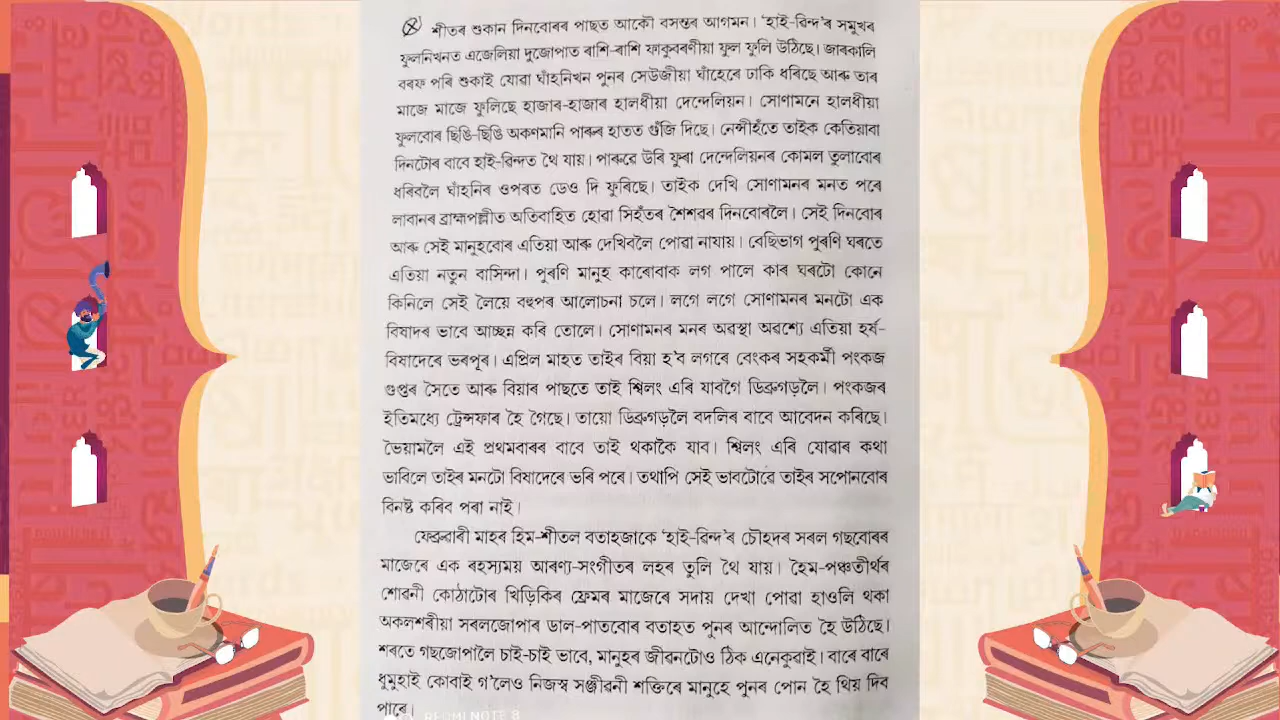 শীতৰ শুকান দিনবোৰৰ পাছত আকৌ বসন্তৰ আগমন। ‘হাই-ৱিন্দ’ৰ সমুখৰ
ফুলনিখনত এজেলিয়া দুজোপাত ৰাশি-ৰাশি ফাকুবৰণীয়া ফুল ফুলি উঠিছে। জাৰকালি
বৰফ পৰি শুকাই যোৱা ঘাঁহনিখন পুনৰ সেউজীয়া ঘাঁহেৰে ঢাকি ধৰিছে আৰু তাৰ
মাজে মাজে ফুলিছে হাজাৰ-হাজাৰ হালধীয়া দেন্দেলিয়ন। সোণামনে হালধীয়া
ফুলবোৰ ছিঙি-ছিঙি অকণমানি পাৰুৰ হাতত গুঁজি দিছে। নেন্সীহঁতে তাইক কেতিয়াবা
দিনটোৰ বাবে হাই-ৱিন্দত থৈ যায়। পাৰুৱে উৰি ফুৰা দেন্দেলিয়নৰ কোমল তুলাবোৰ
ধৰিবলৈ ঘাঁহনিৰ ওপৰত ডেও দি ফুৰিছে। তাইক দেখি সোণামনৰ মনত পৰে
লাবানৰ ব্ৰাহ্মপল্লীত অতিবাহিত হোৱা সিহঁতৰ শৈশৱৰ দিনবোৰলৈ। সেই দিনবোৰ
আৰু সেই মানুহবোৰ এতিয়া আৰু দেখিবলৈ পোৱা নাযায়। বেছিভাগ পুৰণি ঘৰতে
এতিয়া নতুন বাসিন্দা। পুৰণি মানুহ কাৰোবাক লগ পালে কাৰ ঘৰটো কোনে
কিনিলে সেই লৈয়ে বহুপৰ আলোচনা চলে। লগে লগে সোণামনৰ মনটো এক
বিষাদৰ ভাবে আচ্ছন্ন কৰি তোলে। সোণামনৰ মনৰ অৱস্থা অৱশ্যে এতিয়া হৰ্ষ-
বিষাদেৰে ভৰপূৰ। এপ্ৰিল মাহত তাইৰ বিয়া হ’ব লগৰে বেংকৰ সহকৰ্মী পংকজ
গুপ্তৰ সৈতে আৰু বিয়াৰ পাছতে তাই শ্বিলং এৰি যাবগৈ ডিব্ৰুগড়লৈ। পংকজৰ
ইতিমধ্যে ট্ৰেন্সফাৰ হৈ গৈছে। তায়ো ডিব্ৰুগড়লৈ বদলিৰ বাবে আবেদন কৰিছে।
ভৈয়ামলৈ এই প্ৰথমবাৰৰ বাবে তাই থকাকৈ যাব। শ্বিলং এৰি যোৱাৰ কথা
ভাবিলে তাইৰ মনটো বিষাদেৰে ভৰি পৰে। তথাপি সেই ভাবটোৱে তাইৰ সপোনবোৰ
বিনষ্ট কৰিব পৰা নাই।
ফেব্ৰুৱাৰী মাহৰ হিম-শীতল বতাহজাকে ‘হাই-ৱিন্দ’ৰ চৌহদৰ সৰল গছবোৰৰ
মাজেৰে এক ৰহস্যময় আৰণ্য-সংগীতৰ লহৰ তুলি থৈ যায়। হৈম-পঞ্চতীৰ্থৰ
শোৱনী কোঠাটোৰ খিড়িকিৰ ফ্ৰেমৰ মাজেৰে সদায় দেখা পোৱা হাওলি থকা
অকলশৰীয়া সৰলজোপাৰ ডাল-পাতবোৰ বতাহত পুনৰ আন্দোলিত হৈ উঠিছে।
শৰতে গছজোপালৈ চাই-চাই ভাবে, মানুহৰ জীৱনটোও ঠিক এনেকুৱাই। বাৰে বাৰে
ধুমুহাই কোবাই গ’লেও নিজস্ব সঞ্জীৱনী শক্তিৰে মানুহে পুনৰ পোন হৈ থিয় দিব
পাৰে।
REDMI NOTE 8